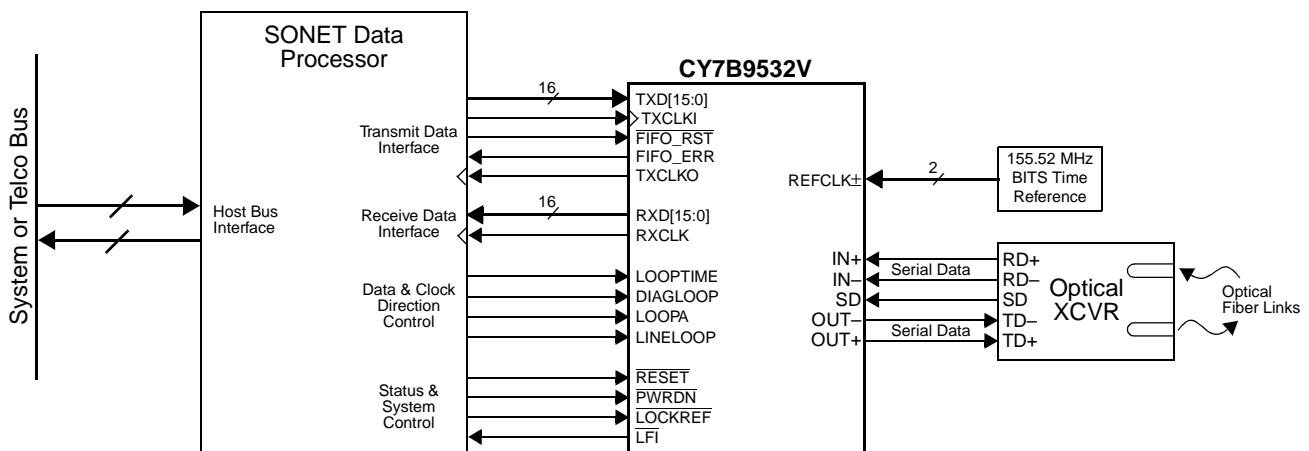 System or Telco Bus
SONET Data
Processor
Host Bus
Interface
Transmit Data
Interface
Receive Data
Interface
Data & Clock
Direction
Control
Status &
System
Control
16
16
CY7B9532V
TXD[15:0]
TXCLKI
FIFO_RST
FIFO_ERR
TXCLKO
RXD[15:0]
RXCLK
LOOPTIME
DIAGLOOP
LOOPA
LINELOOP
RESET
PWRDN
LOCKREF
LFI
REFCLK±
IN+
IN–
SD
OUT–
OUT+
2
155.52 MHz
BITS Time
Reference
Serial Data
Serial Data
RD+
RD–
SD
TD–
TD+
Optical
XCVR
Optical
Fiber Links